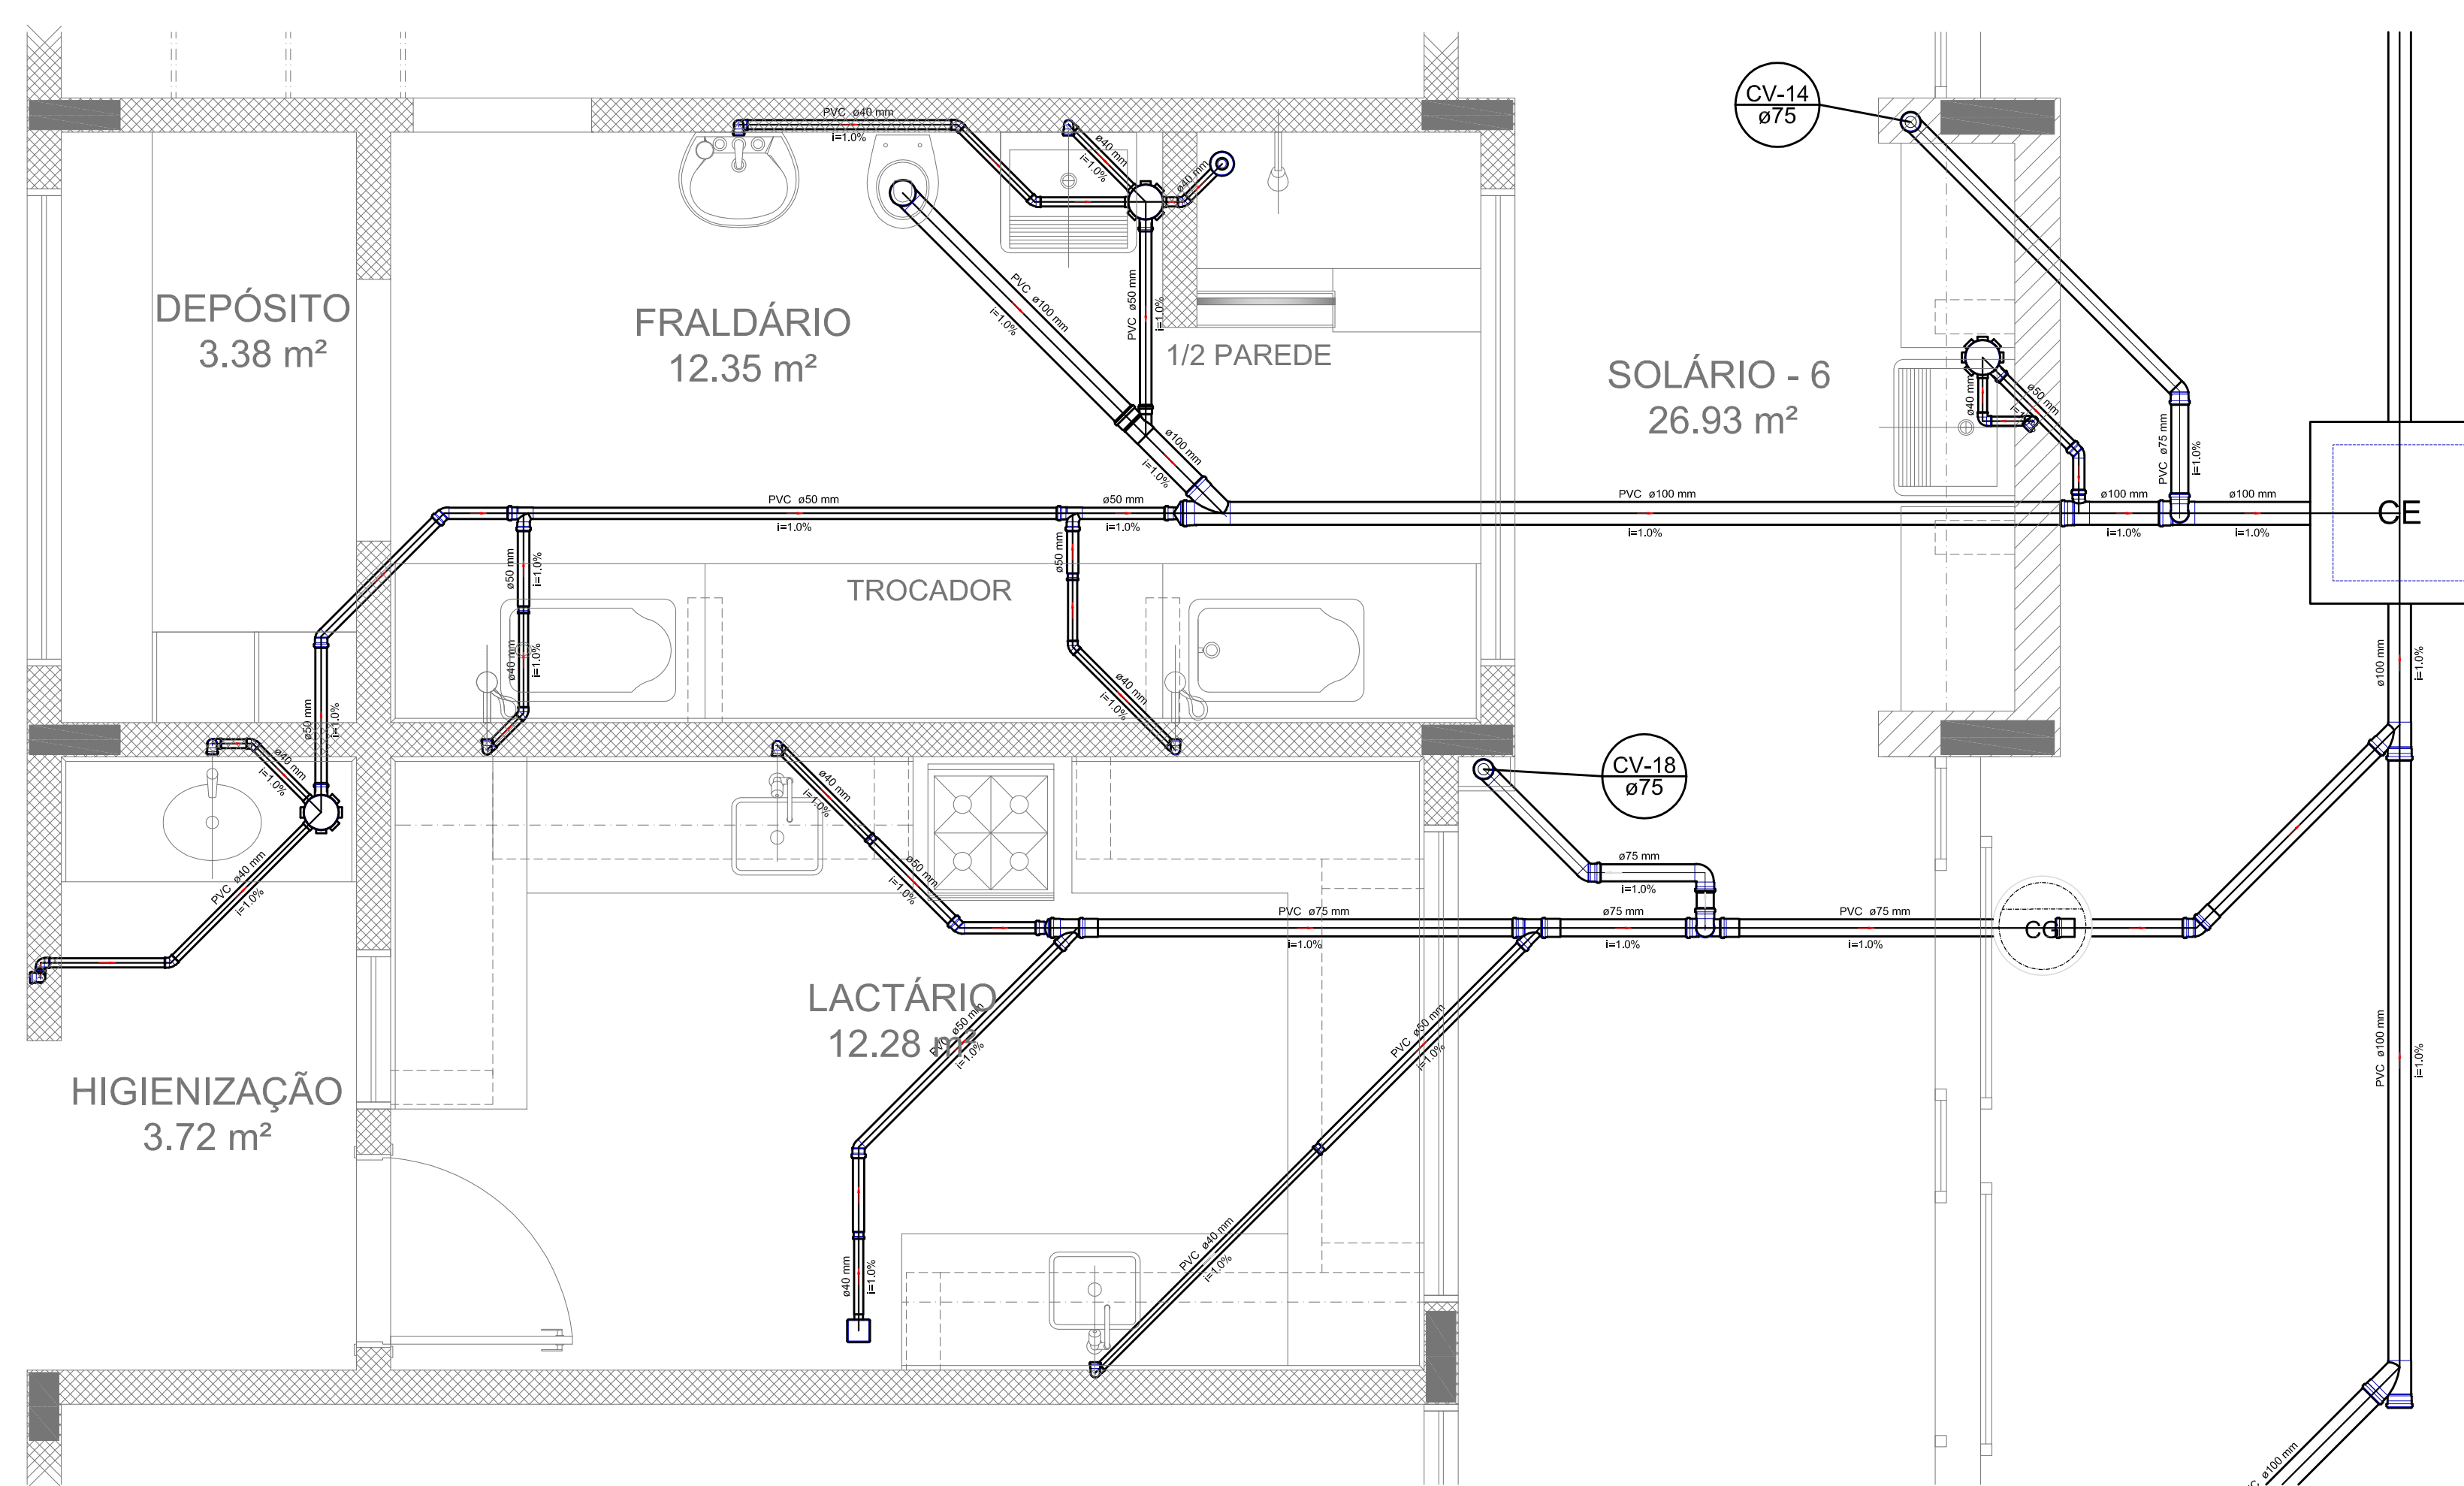 CV-14
ø75
PVC ø40 mm
i=1.0%
ø40 mm
i=1.0%
ø40 mm
DEPÓSITO
3.38 m²
FRALDÁRIO
12.35 m²
PVC ø100 mm
i=1.0%
PVC ø50 mm
i=1.0%
1/2 PAREDE
SOLÁRIO - 6
26.93 m²
ø40 mm
ø50 mm
ø100 mm
i=1.0%
PVC ø75 mm
i=1.0%
PVC ø50 mm
i=1.0%
ø50 mm
i=1.0%
PVC ø100 mm
i=1.0%
ø100 mm
i=1.0%
ø100 mm
i=1.0%
CE
ø50 mm
i=1.0%
ø50 mm
TROCADOR
ø40 mm
i=1.0%
ø40 mm
i=1.0%
ø100 mm
i=1.0%
ø50 mm
i=1.0%
ø40 mm
i=1.0%
ø40 mm
i=1.0%
CV-18
ø75
PVC ø40 mm
i=1.0%
ø50 mm
i=1.0%
ø75 mm
i=1.0%
PVC ø75 mm
i=1.0%
ø75 mm
i=1.0%
PVC ø75 mm
i=1.0%
CG
LACTÁRIO
12.28 m²
PVC ø50 mm
i=1.0%
PVC ø50 mm
i=1.0%
PVC ø100 mm
i=1.0%
HIGIENIZAÇÃO
3.72 m²
PVC ø40 mm
i=1.0%
ø40 mm
i=1.0%
ø100 mm